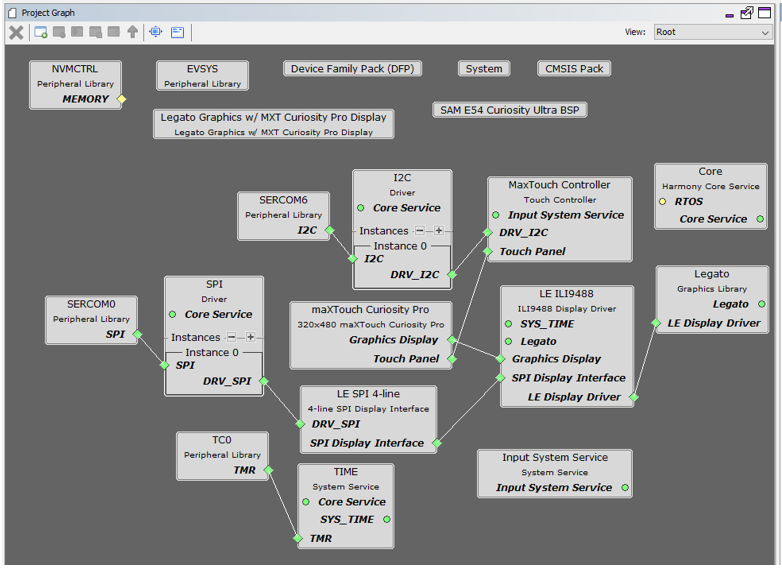 Project Graph
View:
Root
NVMCTRL
Peripheral Library
MEMORY
EVSYS
Peripheral Library
Device Family Pack (DFP)
System
CMSIS Pack
Legato Graphics w/ MXT Curiosity Pro Display
Legato Graphics w/ MXT Curiosity Pro Display
SAM E54 Curiosity Ultra BSP
SERCOM6
Peripheral Library
I2C
I2C
Driver
Core Service
Instances
Instance 0
I2C
DRV_I2C
MaxTouch Controller
Touch Controller
Input System Service
DRV_I2C
Touch Panel
Core
Harmony Core Service
RTOS
Core Service
SERCOM0
Peripheral Library
SPI
SPI
Driver
Core Service
Instances
Instance 0
SPI
DRV_SPI
maXTouch Curiosity Pro
320x480 maXTouch Curiosity Pro
Graphics Display
Touch Panel
LE ILI9488
ILI9488 Display Driver
SYS_TIME
Legato
Graphics Display
SPI Display Interface
LE Display Driver
Legato
Graphics Library
Legato
LE Display Driver
LE SPI 4-line
4-line SPI Display Interface
DRV_SPI
SPI Display Interface
TC0
Peripheral Library
TMR
TIME
System Service
Core Service
SYS_TIME
TMR
Input System Service
System Service
Input System Service